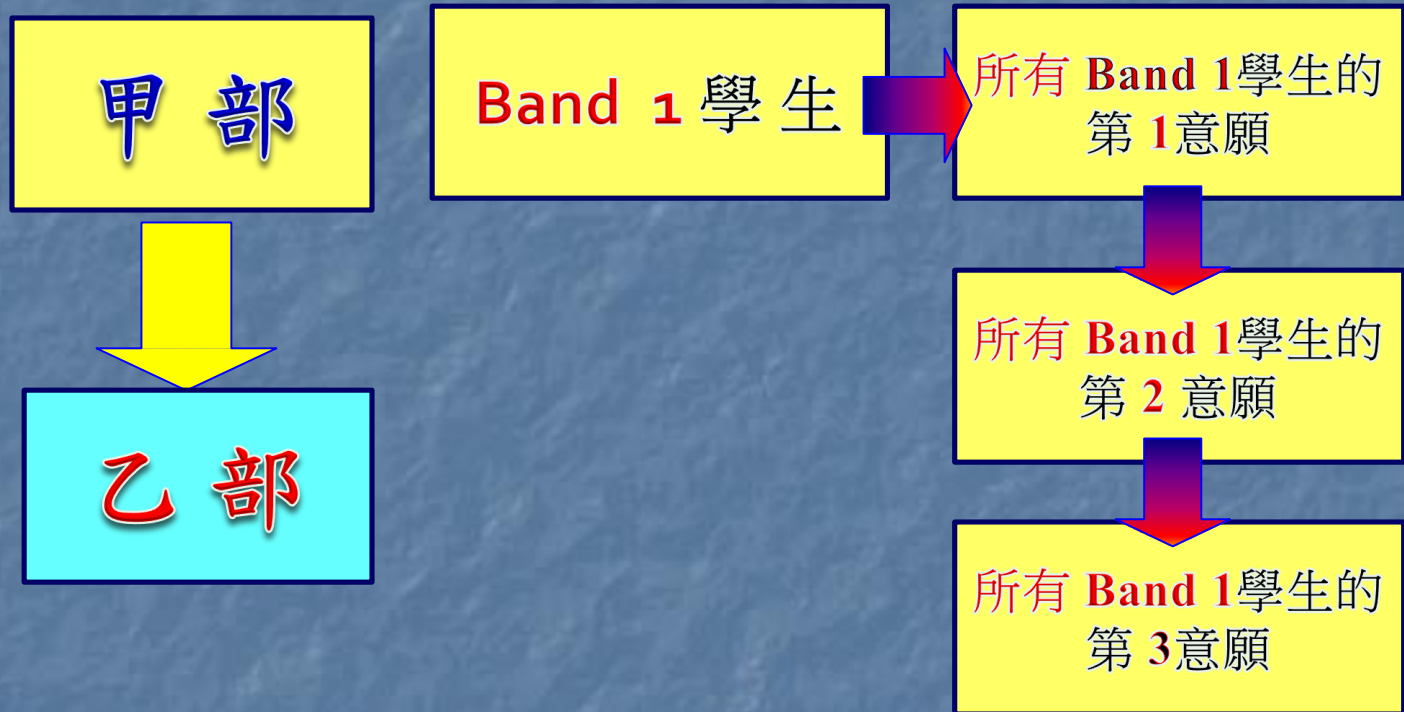 甲 部
乙 部
Band 1 學 生
所有 Band 1學生的
第 1意願
所有 Band 1學生的
第 2 意願
所有 Band 1學生的
第 3意願